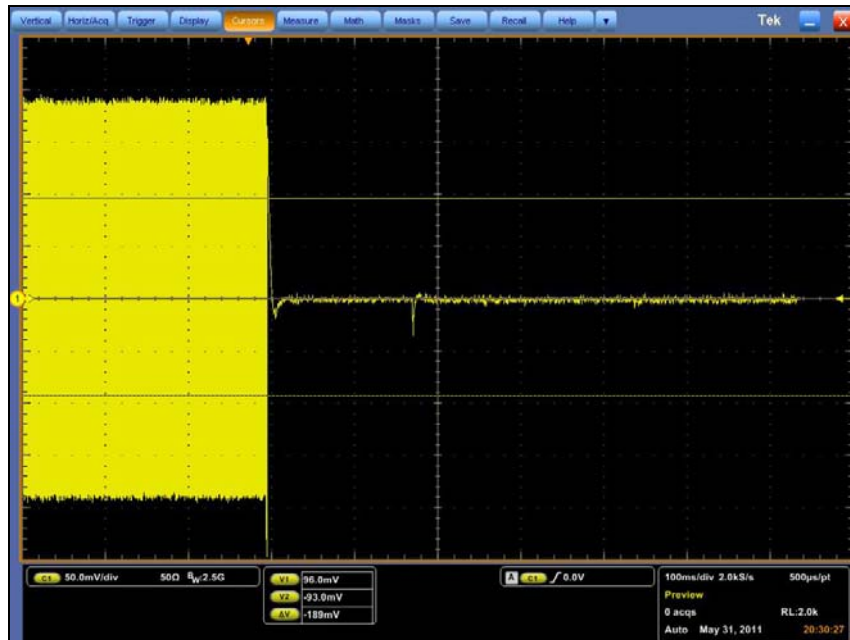 Vertical Horiz/Acq Trigger Display Cursors Measure Math Masks Save Recall Help Tek X
1
C1 50.0mV/div 50Ω BW:2.5G
V1 96.0mV
V2 -93.0mV
ΔV -189mV
A C1 0.0V
100ms/div 2.0kS/s 500µs/pt
Preview
0 acqs RL:2.0k
Auto May 31, 2011 20:30:27